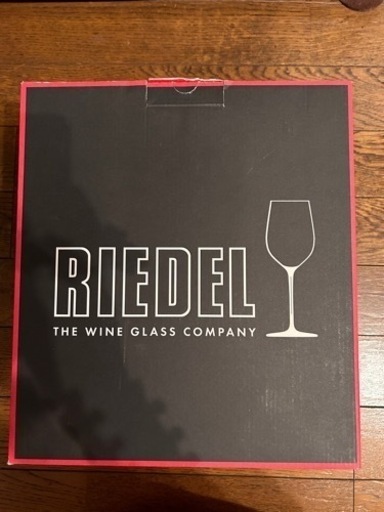 RIEDEL
THE WINE GLASS COMPANY